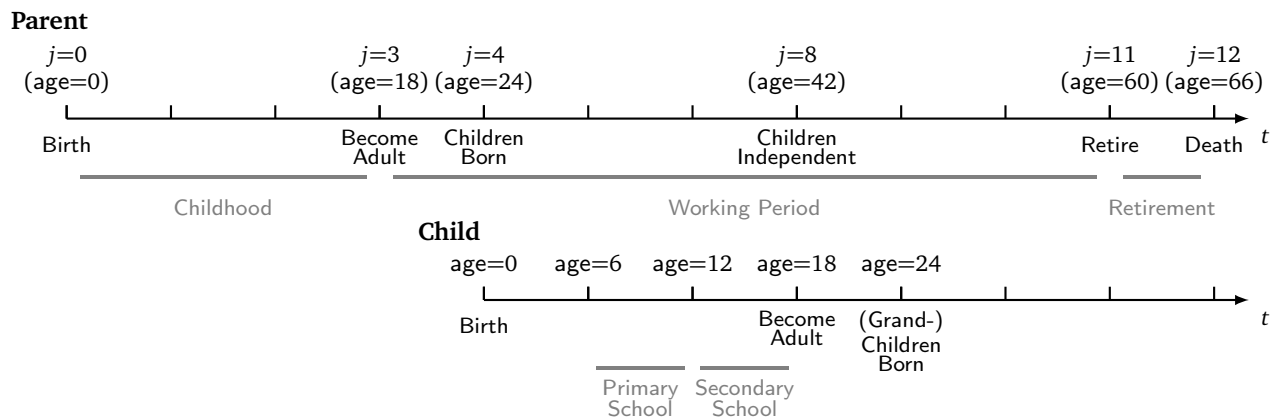 Parent
j=0 j=3 j=4 j=8 j=11 j=12
(age=0) (age=18) (age=24) (age=42) (age=60) (age=66)
Birth Become Adult Children Born Children Independent Retire Death t
Childhood Working Period Retirement
Child
age=0 age=6 age=12 age=18 age=24
Birth Become Adult (Grand-) Children Born t
Primary School Secondary School